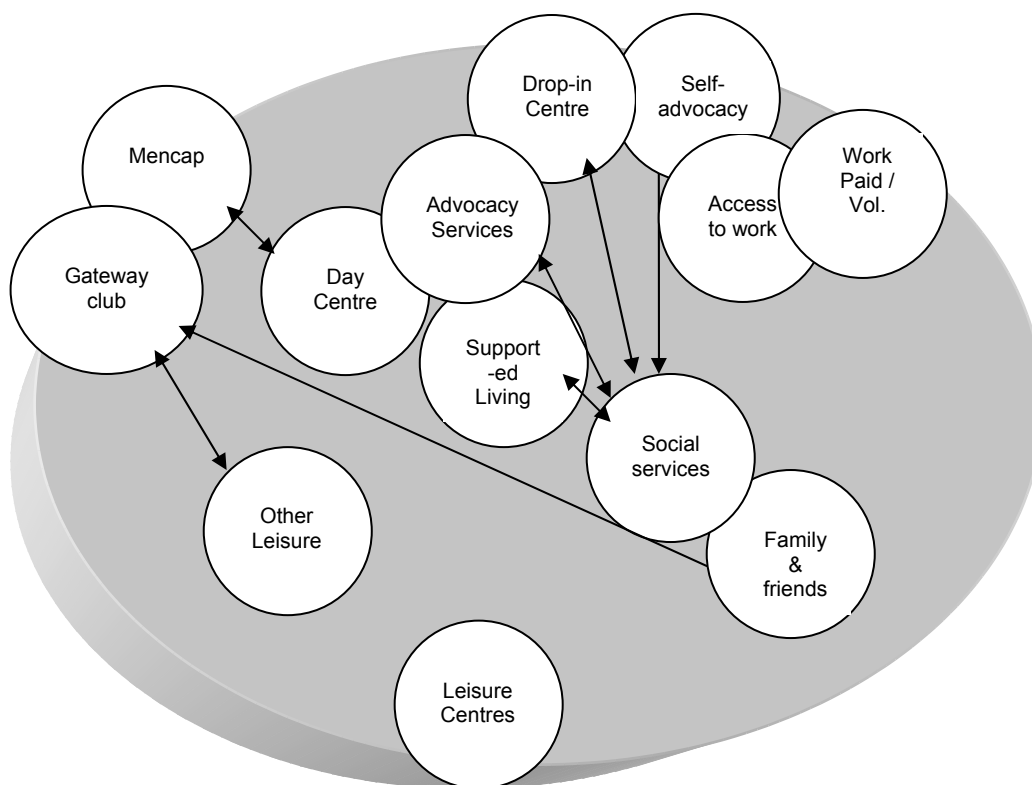 Drop-in
Centre
Self-
advocacy
Mencap
Work
Paid /
Vol.
Advocacy
Services
Access
to work
Gateway
club
Day
Centre
Support
-ed
Living
Social
services
Other
Leisure
Family
&
friends
Leisure
Centres